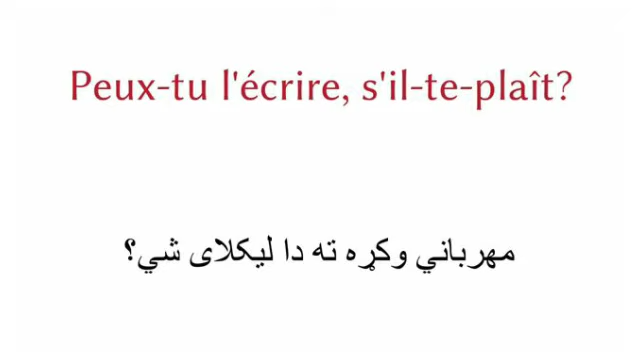 Peux-tu l'écrire, s'il-te-plaît?
مهرباني وکړه ته دا ليکلای شي؟